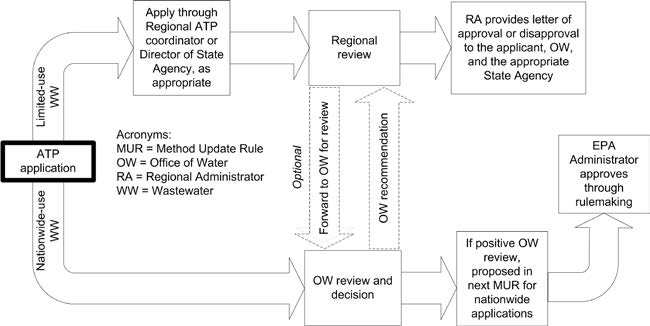 Limited-use
WW
Apply through
Regional ATP
coordinator or
Director of State
Agency, as
appropriate
Regional
review
RA provides letter of
approval or disapproval
to the applicant, OW,
and the appropriate
State Agency
ATP
application
Acronyms:
MUR = Method Update Rule
OW = Office of Water
RA = Regional Administrator
WW = Wastewater
Optional
Forward to OW for review
OW recommendation
EPA
Administrator
approves
through
rulemaking
Nationwide-use
WW
OW review and
decision
If positive OW
review,
proposed in
next MUR for
nationwide
applications